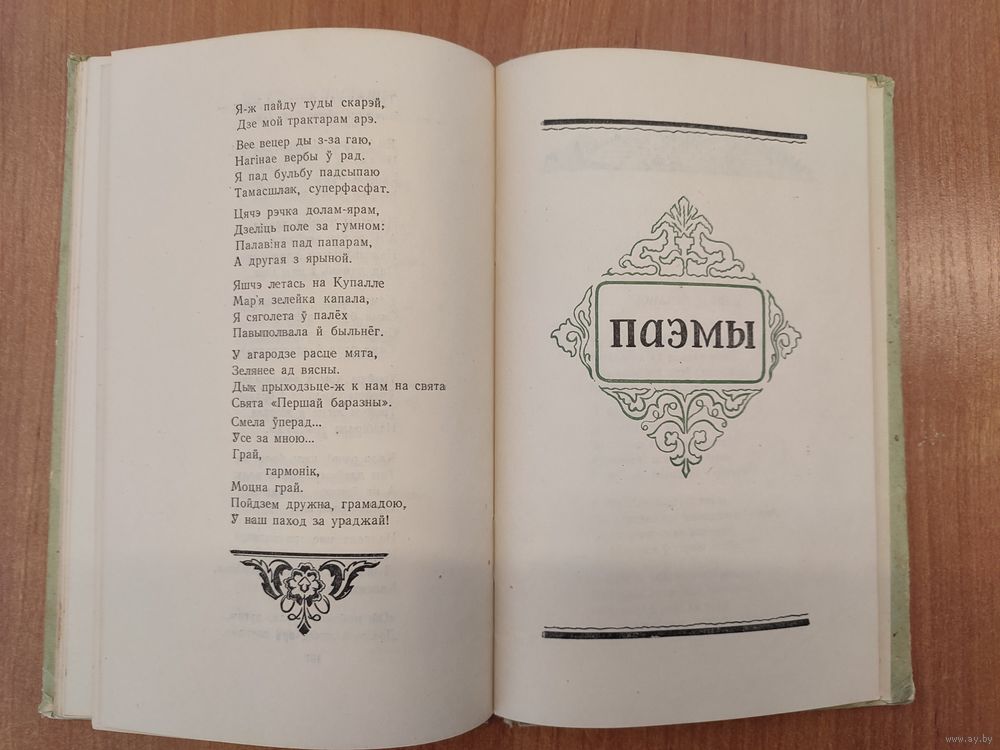 Я-ж пайду туды скарэй,
Дзе мой трактарам арэ.
Вее вецер ды з-за гаю,
Нагінае вербы ў рад.
Я пад бульбу падсыпаю
Тамасшлак, суперфасфат.
Цячэ рэчка долам-ярам,
Дзеліць поле за гумном:
Палавіна пад папарам,
А другая з ярыной.
Яшчэ летась на Купалле
Мар'я зелейка капала,
Я сяголета ў палёх
Павыполвала й быльнёг.
У агародзе расце мята,
Зелянее ад вясны.
Дык прыходзьце-ж к нам на свята
Свята «Першай баразны».
Смела ўперад...
Усе за мною...
Грай,
гармонік,
Моцна грай.
Пойдзем дружна, грамадою,
У наш паход за ураджай!
паэмы
www.ay.by